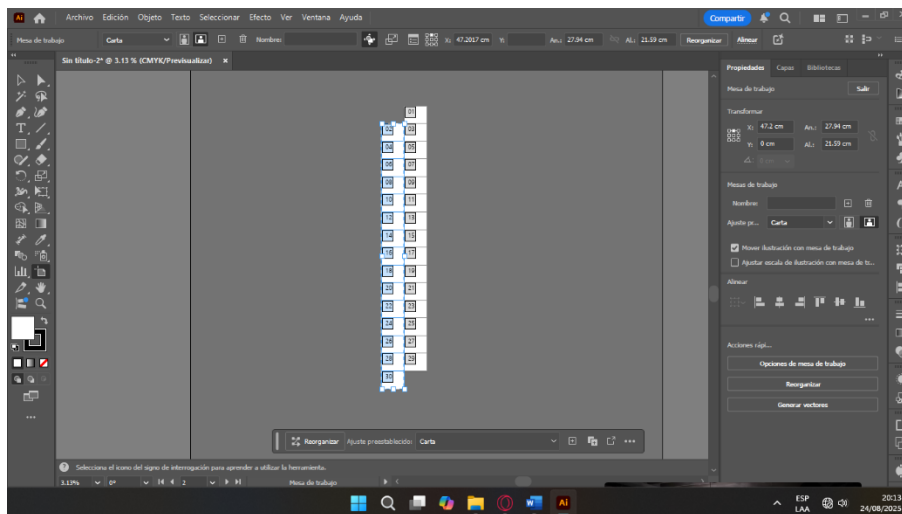 Ai Archivo Edición Objeto Texto Seleccionar Efecto Ver Ventana Ayuda Compartir
Mesa de trabajo Carta Nombre: X: 47.2017 cm Y: An.: 27.94 cm Al.: 21.59 cm Reorganizar Alinear
Sin título-2* @ 3.13 % (CMYK/Previsualizar) ×
Propiedades Capas Bibliotecas
Mesa de trabajo Salir
Transformar
X: 47.2 cm An.: 27.94 cm
Y: 0 cm Al.: 21.59 cm
Mesas de trabajo
Nombre:
Ajuste pr... Carta
Mover ilustración con mesa de trabajo
Ajustar escala de ilustración con mesa de tr...
Alinear
Acciones rápi...
Opciones de mesa de trabajo
Reorganizar
Generar vectores
01
02 03
04 05
06 07
08 09
10 11
12 13
14 15
16 17
18 19
20 21
22 23
24 25
26 27
28 29
30
Reorganizar Ajuste preestablecido: Carta
Selecciona el icono del signo de interrogación para aprender a utilizar la herramienta.
3.13% 0° 2 Mesa de trabajo
Ai
ESP
LAA
20:13
24/08/2025